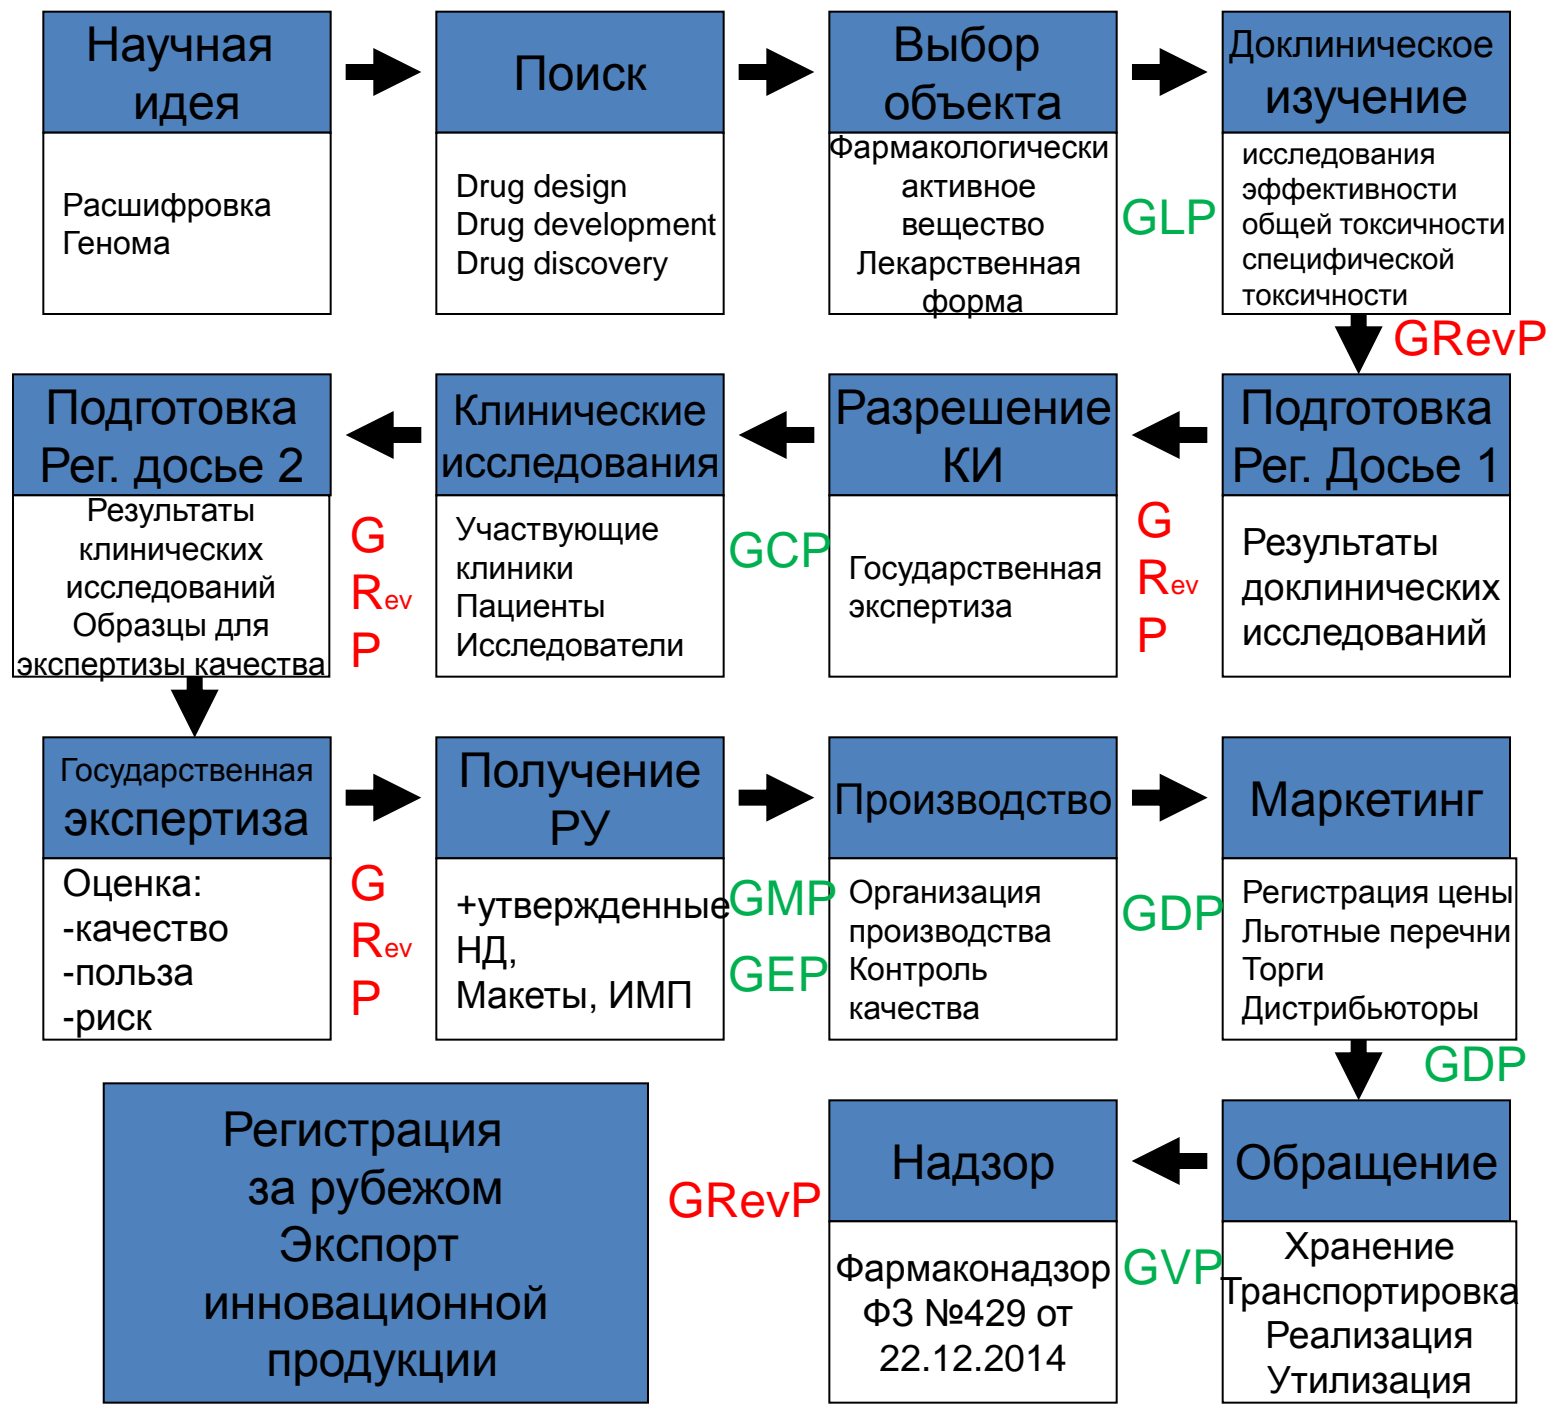 Научная
идея
Расшифровка
Генома
Поиск
Drug design
Drug development
Drug discovery
Выбор
объекта
Фармакологически
активное
вещество
Лекарственная
форма
GLP
Доклиническое
изучение
исследования
эффективности
общей токсичности
специфической
токсичности
GRevP
Подготовка
Рег. Досье 1
Результаты
доклинических
исследований
G
Rev
P
Разрешение
КИ
Государственная
экспертиза
GCP
Клинические
исследования
Участвующие
клиники
Пациенты
Исследователи
G
Rev
P
Подготовка
Рег. досье 2
Результаты
клинических
исследований
Образцы для
экспертизы качества
Государственная
экспертиза
Оценка:
-качество
-польза
-риск
G
Rev
P
Получение
РУ
+утвержденные
НД,
Макеты, ИМП
GMP
GEP
Производство
Организация
производства
Контроль
качества
GDP
Маркетинг
Регистрация цены
Льготные перечни
Торги
Дистрибьюторы
GDP
Обращение
Хранение
Транспортировка
Реализация
Утилизация
GVP
Надзор
Фармаконадзор
ФЗ №429 от
22.12.2014
GRevP
Регистрация
за рубежом
Экспорт
инновационной
продукции